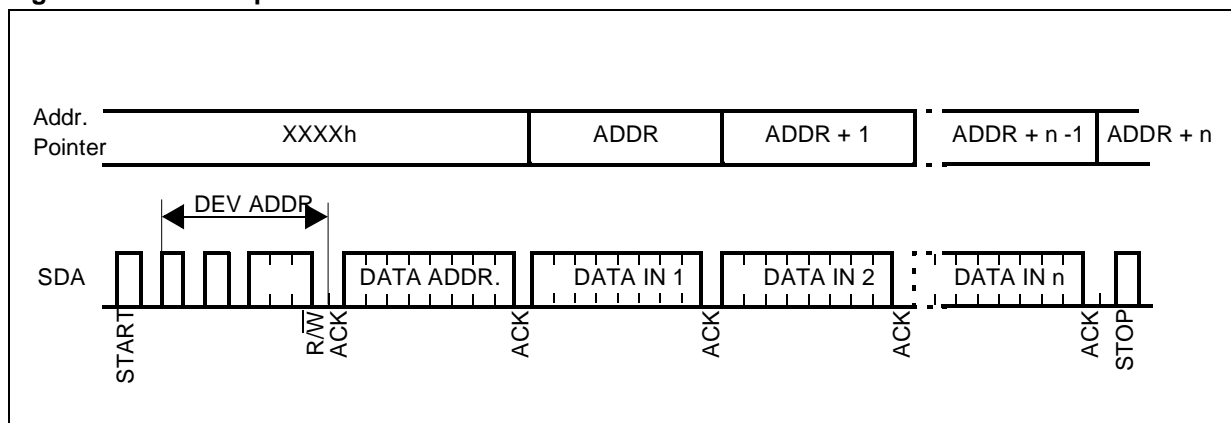 Addr.
Pointer
XXXXh
ADDR
ADDR + 1
ADDR + n -1
ADDR + n
DEV ADDR
SDA
DATA ADDR.
DATA IN 1
DATA IN 2
DATA IN n
START
R/W
ACK
ACK
ACK
ACK
ACK
STOP